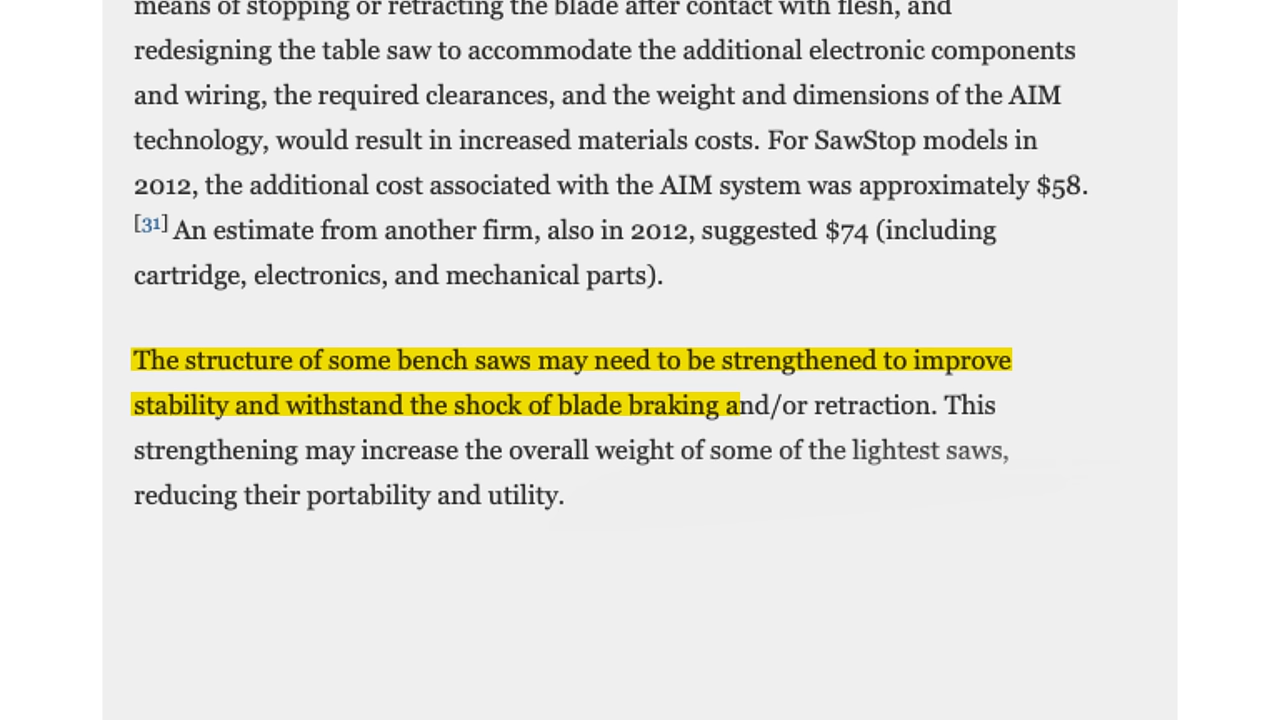 means of stopping or retracting the blade after contact with flesh, and
redesigning the table saw to accommodate the additional electronic components
and wiring, the required clearances, and the weight and dimensions of the AIM
technology, would result in increased materials costs. For SawStop models in
2012, the additional cost associated with the AIM system was approximately $58.
[31] An estimate from another firm, also in 2012, suggested $74 (including
cartridge, electronics, and mechanical parts).
The structure of some bench saws may need to be strengthened to improve
stability and withstand the shock of blade braking and/or retraction. This
strengthening may increase the overall weight of some of the lightest saws,
reducing their portability and utility.